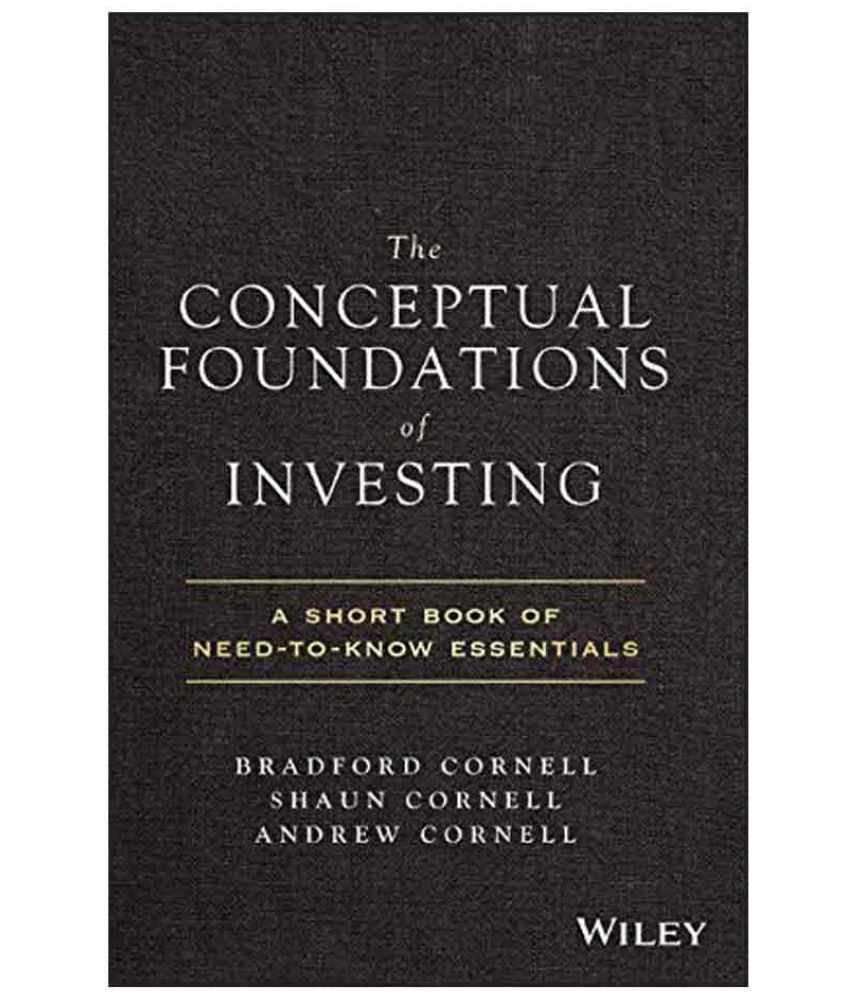 The
CONCEPTUAL
FOUNDATIONS
of
INVESTING
A SHORT BOOK OF
NEED-TO-KNOW ESSENTIALS
BRADFORD CORNELL
SHAUN CORNELL
ANDREW CORNELL
WILEY